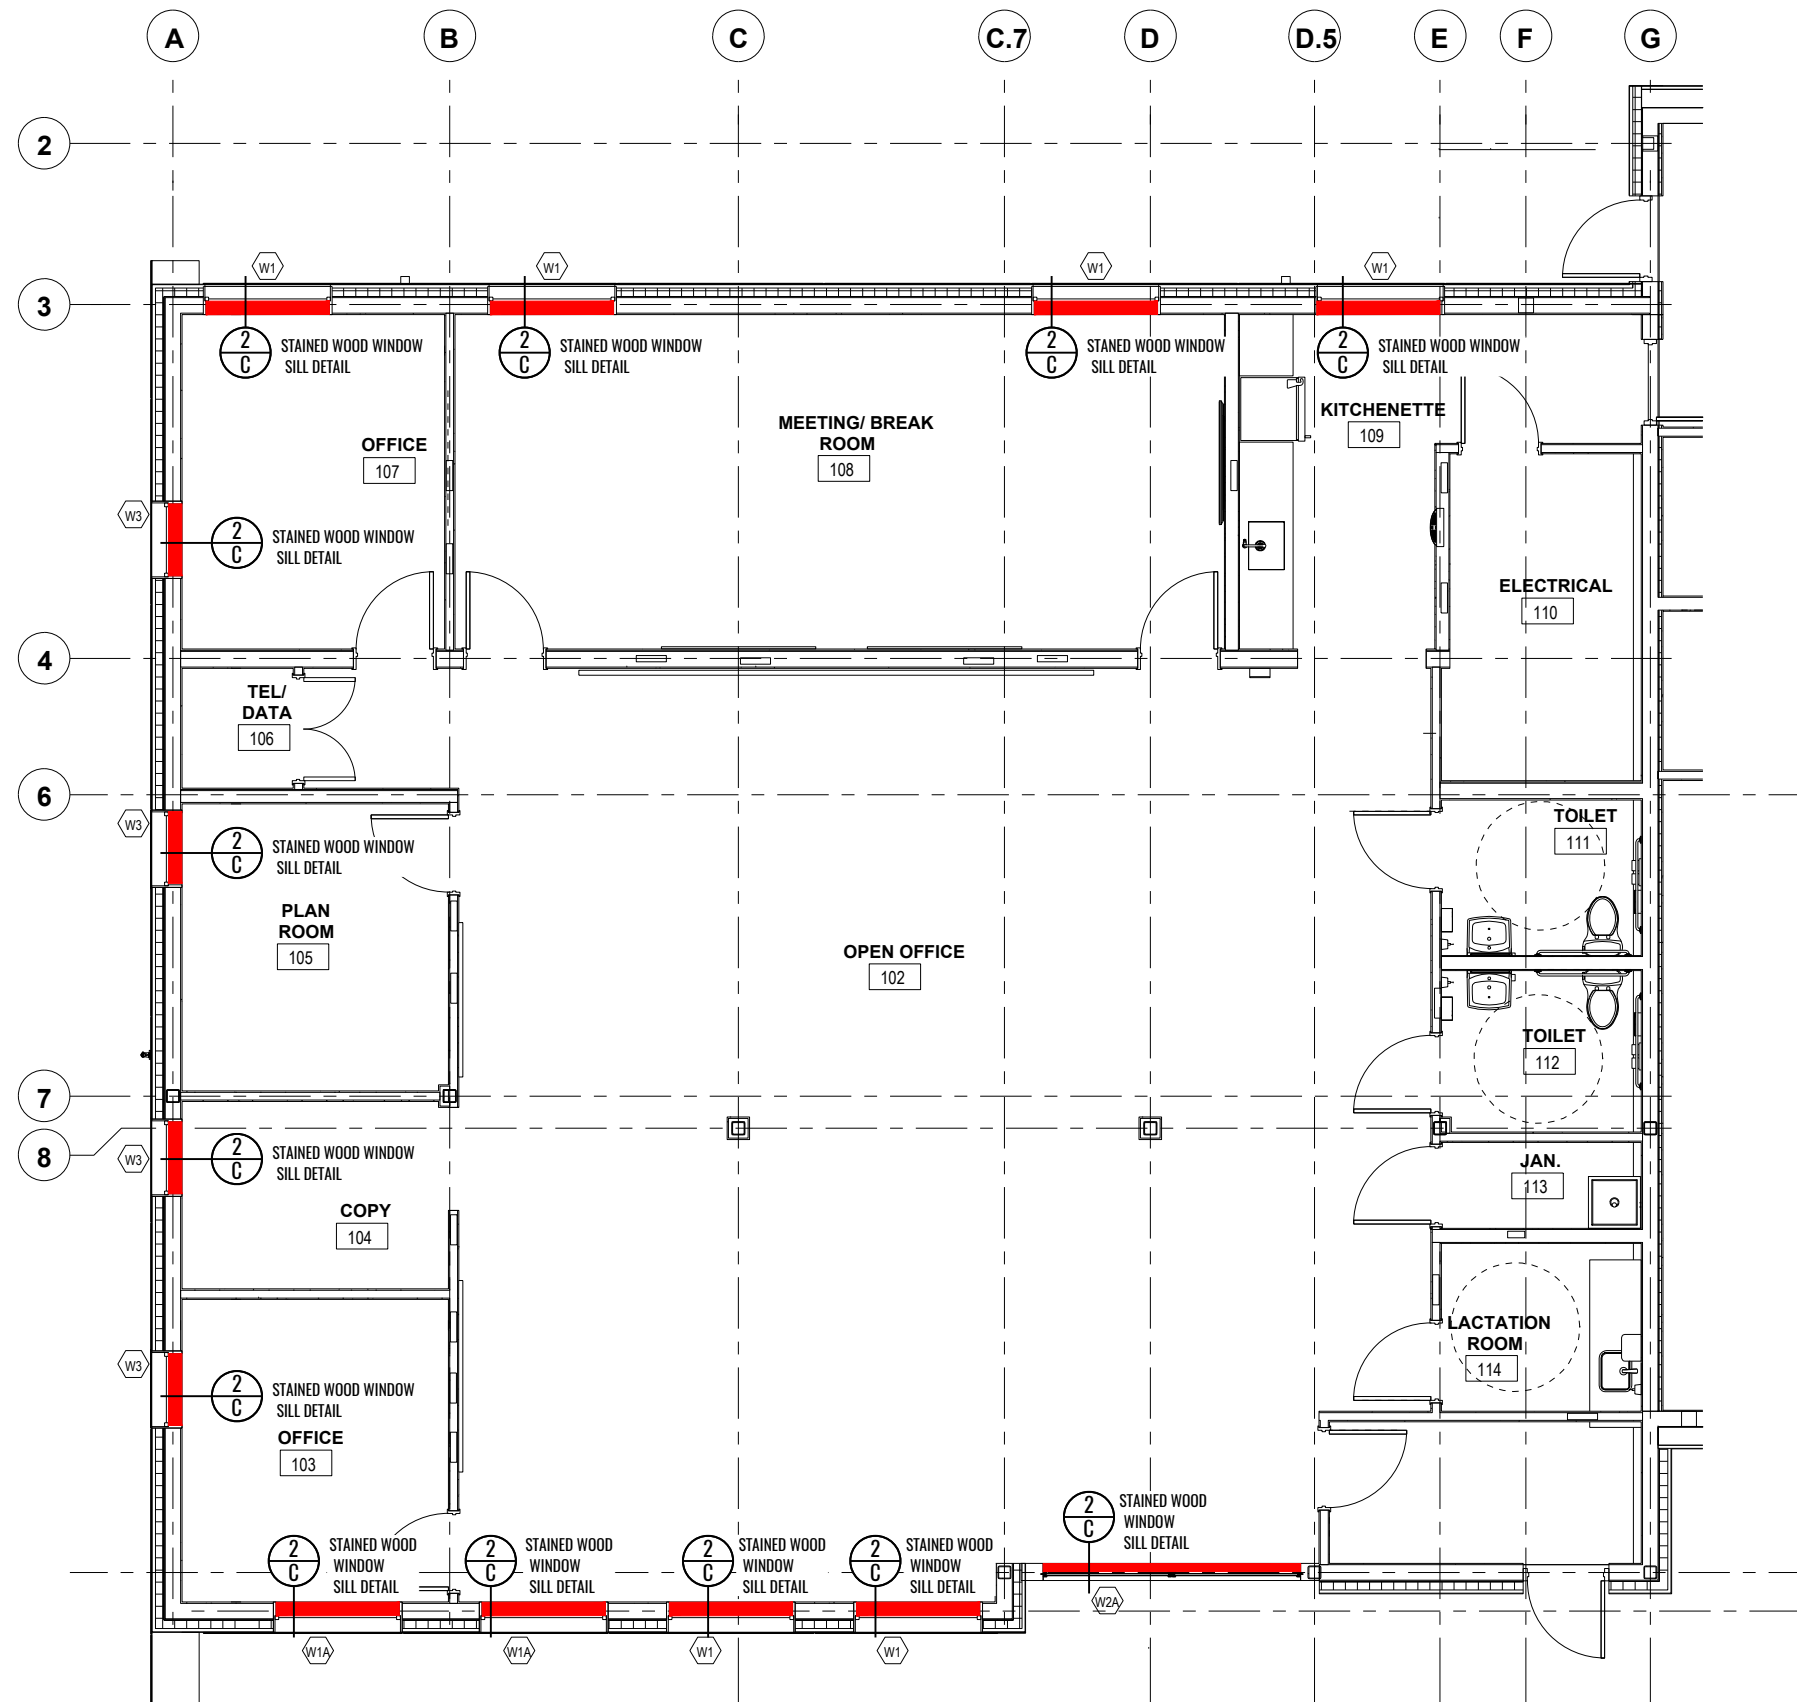 A B C C.7 D D.5 E F G
2
W1 W1 W1 W1
3
2
C
STAINED WOOD WINDOW
SILL DETAIL
2
C
STAINED WOOD WINDOW
SILL DETAIL
2
C
STANED WOOD WINDOW
SILL DETAIL
2
C
STAINED WOOD WINDOW
SILL DETAIL
KITCHENETTE
109
MEETING/ BREAK
ROOM
108
OFFICE
107
W3
2
C
STAINED WOOD WINDOW
SILL DETAIL
ELECTRICAL
110
4
TEL/
DATA
106
6
W3
2
C
STAINED WOOD WINDOW
SILL DETAIL
TOILET
111
PLAN
ROOM
105
OPEN OFFICE
102
TOILET
112
7
8
W3
2
C
STAINED WOOD WINDOW
SILL DETAIL
JAN.
113
COPY
104
LACTATION
ROOM
114
W3
2
C
STAINED WOOD WINDOW
SILL DETAIL
OFFICE
103
2
C
STAINED WOOD
WINDOW
SILL DETAIL
2
C
STAINED WOOD
WINDOW
SILL DETAIL
2
C
STAINED WOOD
WINDOW
SILL DETAIL
2
C
STAINED WOOD
WINDOW
SILL DETAIL
2
C
STAINED WOOD
WINDOW
SILL DETAIL
W2A
W1A W1A W1 W1